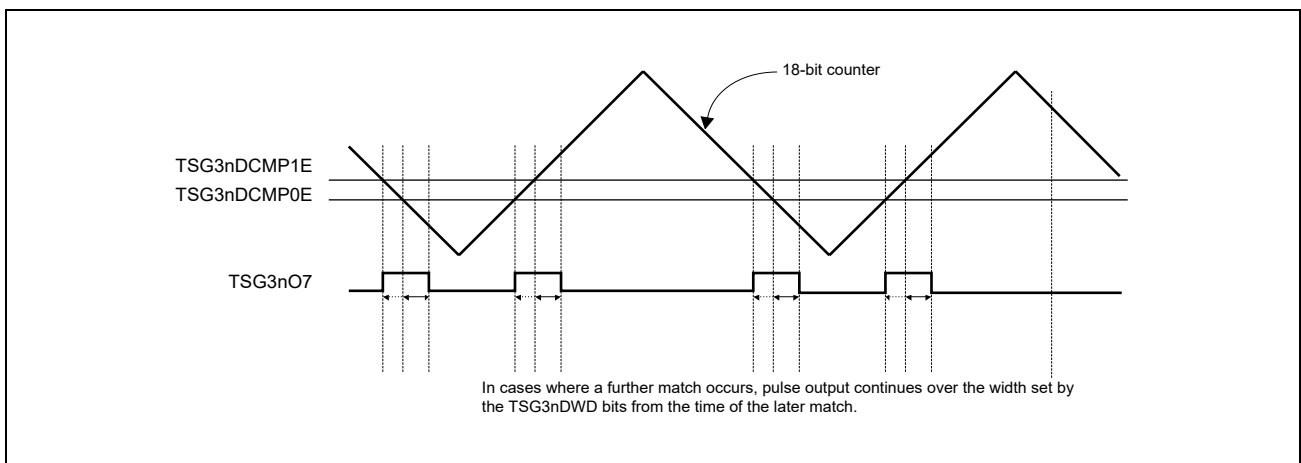 18-bit counter
TSG3nDCMP1E
TSG3nDCMP0E
TSG3nO7
In cases where a further match occurs, pulse output continues over the width set by
the TSG3nDWD bits from the time of the later match.